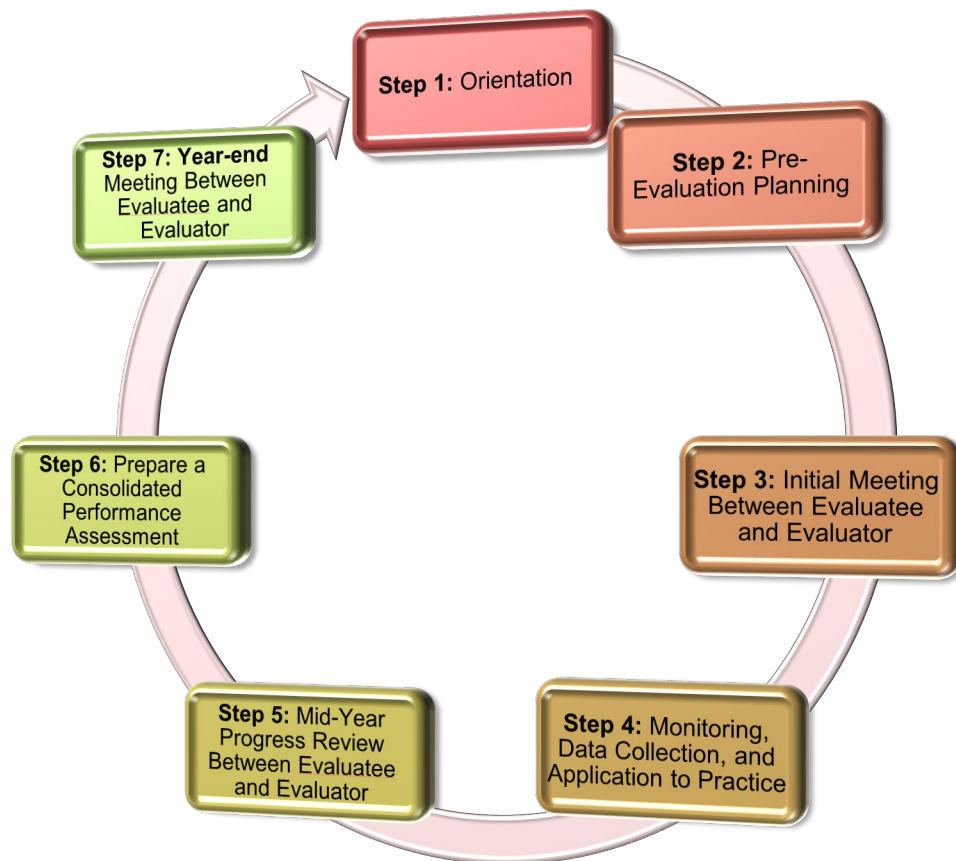 Step 1: Orientation
Step 2: Pre-
Evaluation Planning
Step 3: Initial Meeting
Between Evaluatee
and Evaluator
Step 4: Monitoring,
Data Collection, and
Application to Practice
Step 5: Mid-Year
Progress Review
Between Evaluatee
and Evaluator
Step 6: Prepare a
Consolidated
Performance
Assessment
Step 7: Year-end
Meeting Between
Evaluatee and
Evaluator